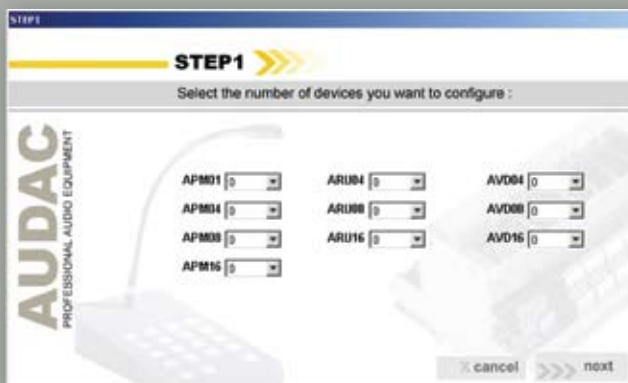 STEP1
STEP1
Select the number of devices you want to configure :
AUDAC
PROFESSIONAL AUDIO EQUIPMENT
APM01 0 ARU04 0 AVD04 0
APM04 0 ARU08 0 AVD08 0
APM08 0 ARU16 0 AVD16 0
APM16 0
X cancel >>> next